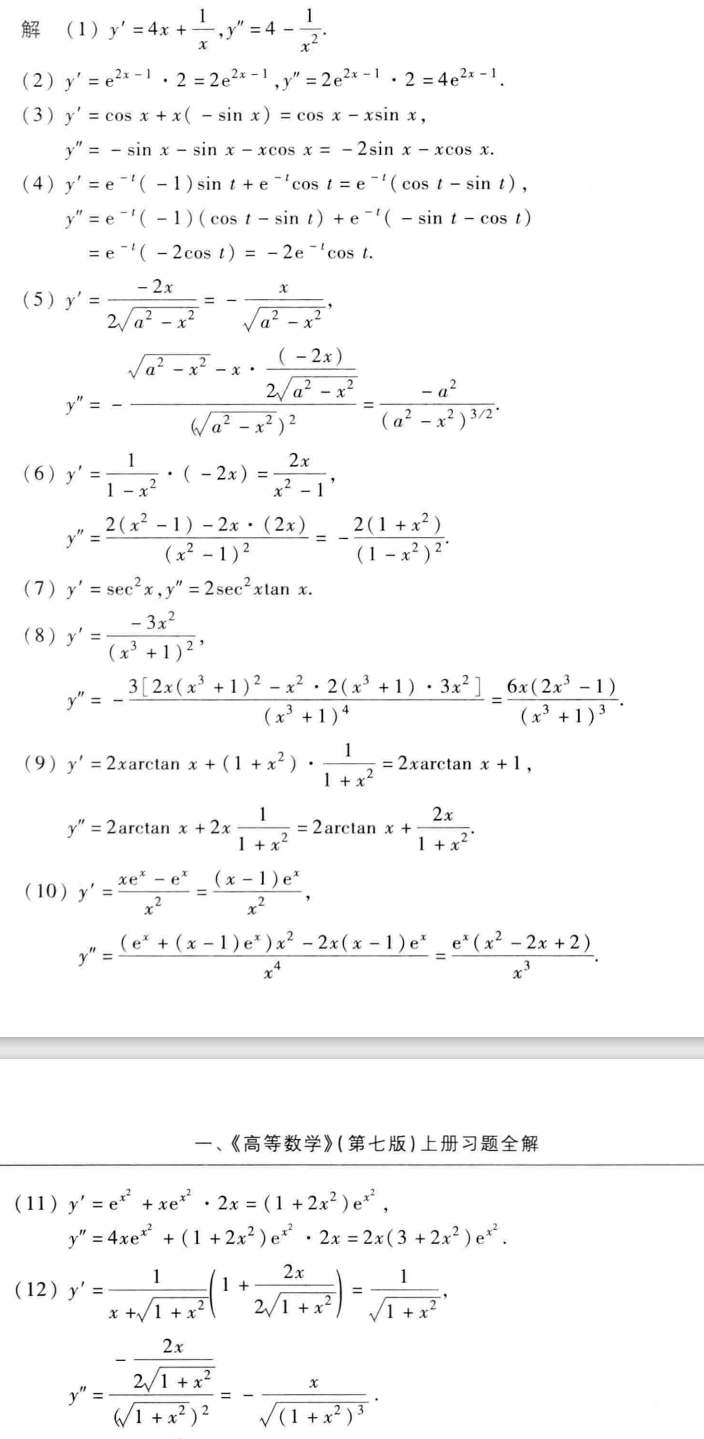 解 (1) y′ = 4x + 1/x, y″ = 4 − 1/x².
(2) y′ = e^(2x−1) · 2 = 2e^(2x−1), y″ = 2e^(2x−1) · 2 = 4e^(2x−1).
(3) y′ = cos x + x(−sin x) = cos x − xsin x,
y″ = −sin x − sin x − xcos x = −2sin x − xcos x.
(4) y′ = e^(−t)(−1)sin t + e^(−t)cos t = e^(−t)(cos t − sin t),
y″ = e^(−t)(−1)(cos t − sin t) + e^(−t)(−sin t − cos t)
= e^(−t)(−2cos t) = −2e^(−t)cos t.
(5) y′ = (−2x)/(2√(a² − x²)) = −x/√(a² − x²),
y″ = −(√(a² − x²) − x · (−2x)/(2√(a² − x²)))/(√(a² − x²))² = (−a²)/(a² − x²)^(3/2).
(6) y′ = 1/(1 − x²) · (−2x) = 2x/(x² − 1),
y″ = (2(x² − 1) − 2x · (2x))/(x² − 1)² = −2(1 + x²)/(1 − x²)².
(7) y′ = sec²x, y″ = 2sec²xtan x.
(8) y′ = (−3x²)/(x³ + 1)²,
y″ = −3[2x(x³ + 1)² − x² · 2(x³ + 1) · 3x²]/(x³ + 1)⁴ = 6x(2x³ − 1)/(x³ + 1)³.
(9) y′ = 2xarctan x + (1 + x²) · 1/(1 + x²) = 2xarctan x + 1,
y″ = 2arctan x + 2x 1/(1 + x²) = 2arctan x + 2x/(1 + x²).
(10) y′ = (xe^x − e^x)/x² = (x − 1)e^x/x²,
y″ = ((e^x + (x − 1)e^x)x² − 2x(x − 1)e^x)/x⁴ = e^x(x² − 2x + 2)/x³.
一、《高等数学》(第七版)上册习题全解
(11) y′ = e^(x²) + xe^(x²) · 2x = (1 + 2x²)e^(x²),
y″ = 4xe^(x²) + (1 + 2x²)e^(x²) · 2x = 2x(3 + 2x²)e^(x²).
(12) y′ = 1/(x + √(1 + x²)) (1 + 2x/(2√(1 + x²))) = 1/√(1 + x²),
y″ = (−2x/(2√(1 + x²)))/(√(1 + x²))² = −x/√((1 + x²)³).